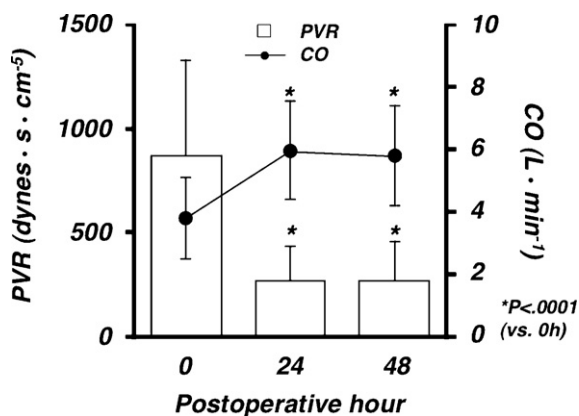 1500
1000
500
0
PVR (dynes · s · cm-5)
PVR
CO
*
*
*
*
10
8
6
4
2
0
CO (L · min-1)
*P<.0001
(vs. 0h)
0 24 48
Postoperative hour